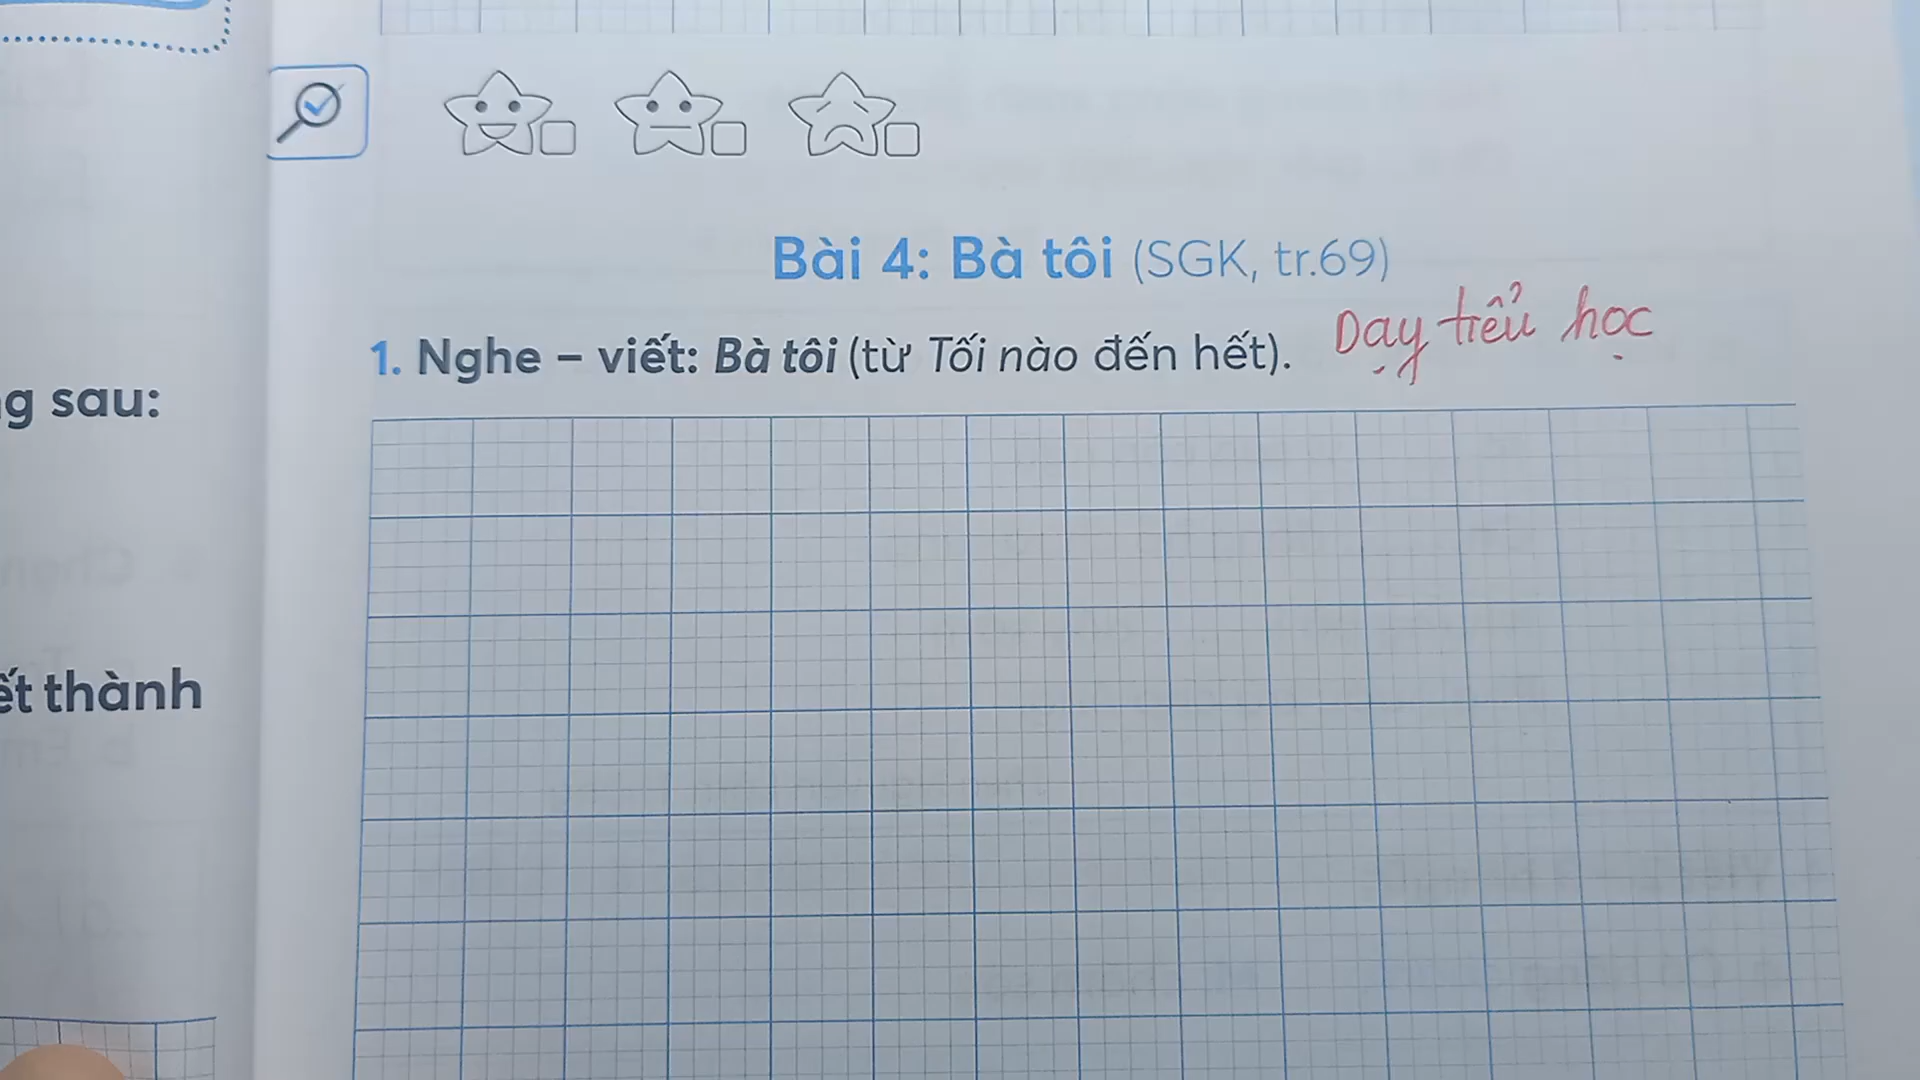 Bài 4: Bà tôi (SGK, tr.69)
1. Nghe – viết: Bà tôi (từ Tối nào đến hết).
Dạy tiểu học
g sau:
ết thành